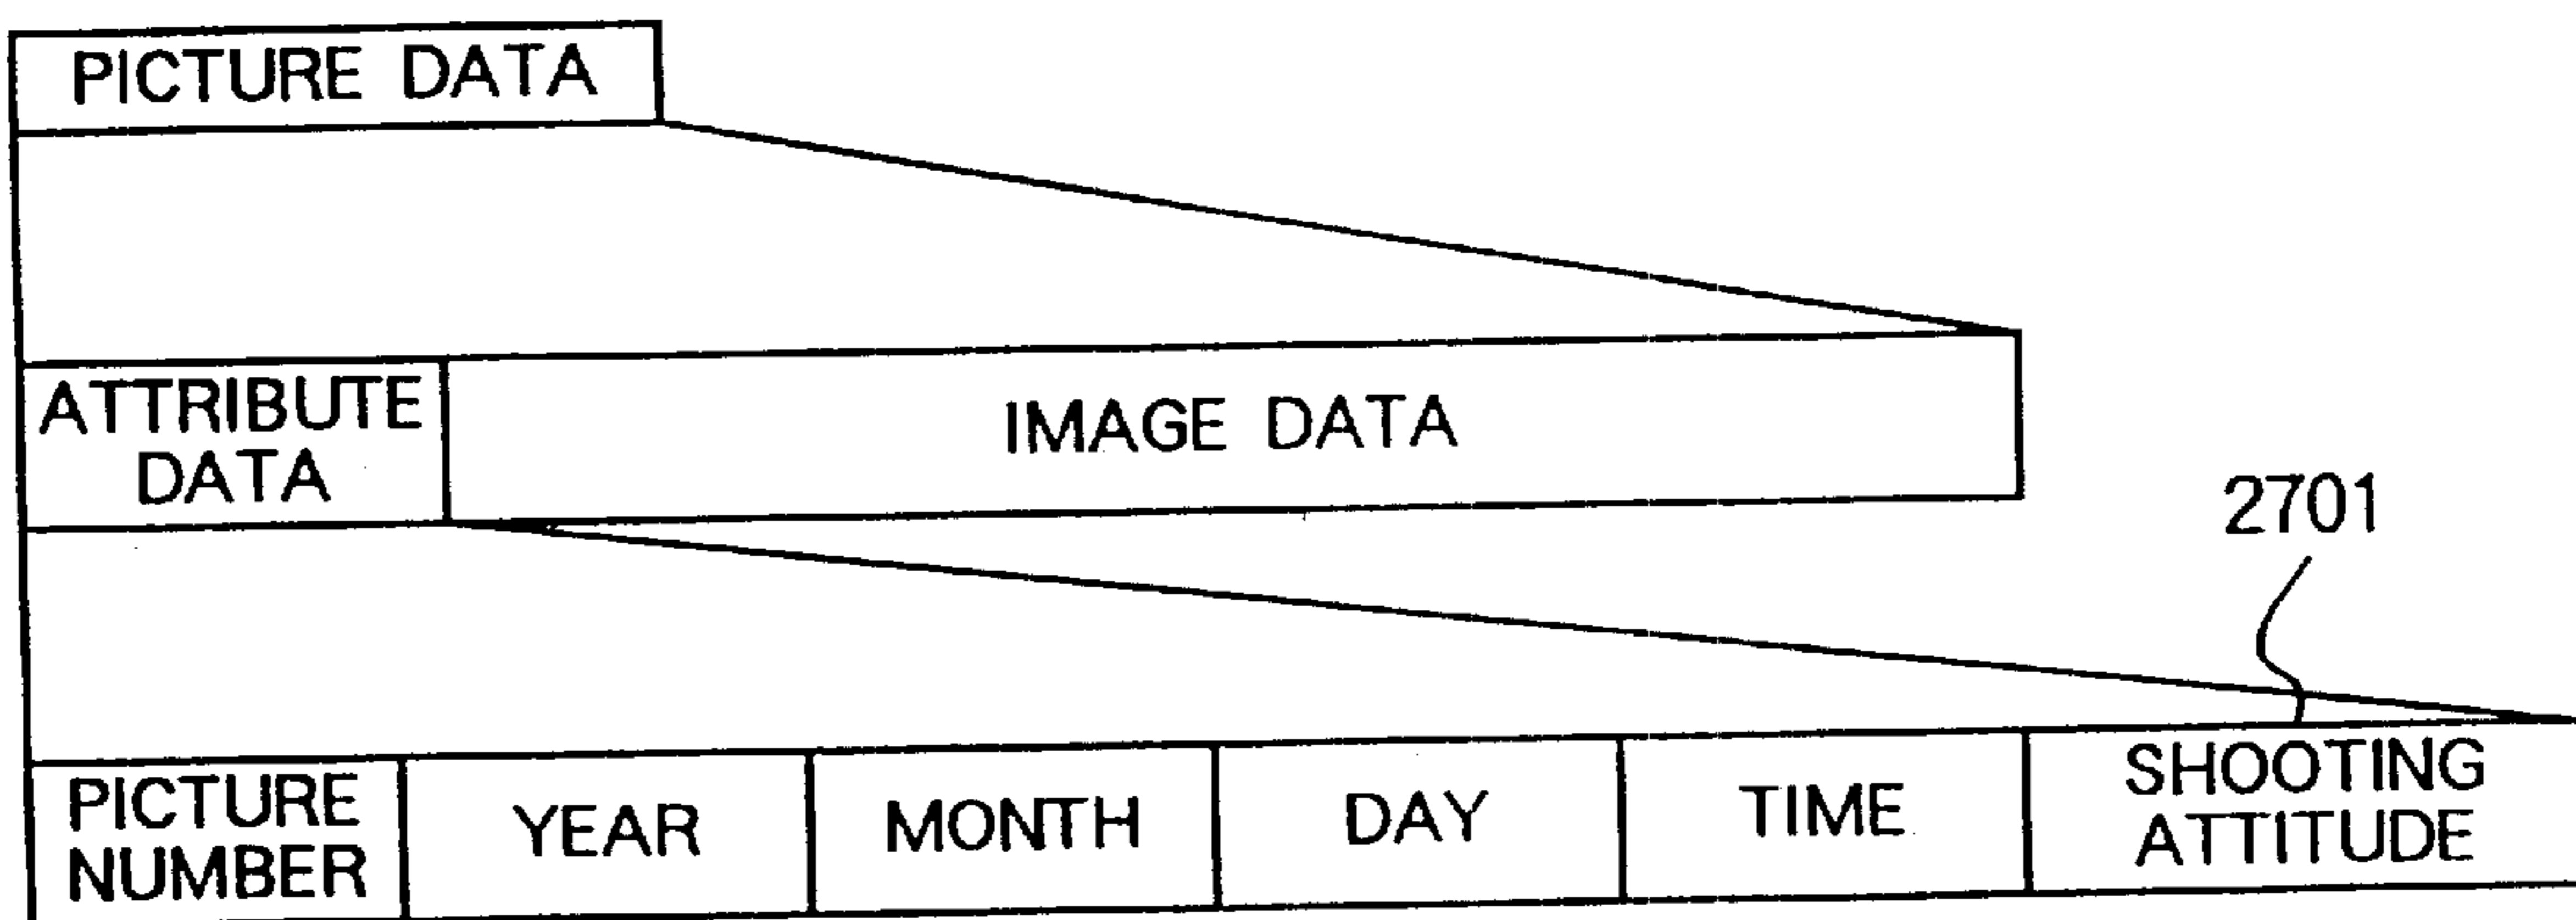 PICTURE DATA
ATTRIBUTE
DATA
IMAGE DATA
2701
PICTURE
NUMBER
YEAR
MONTH
DAY
TIME
SHOOTING
ATTITUDE